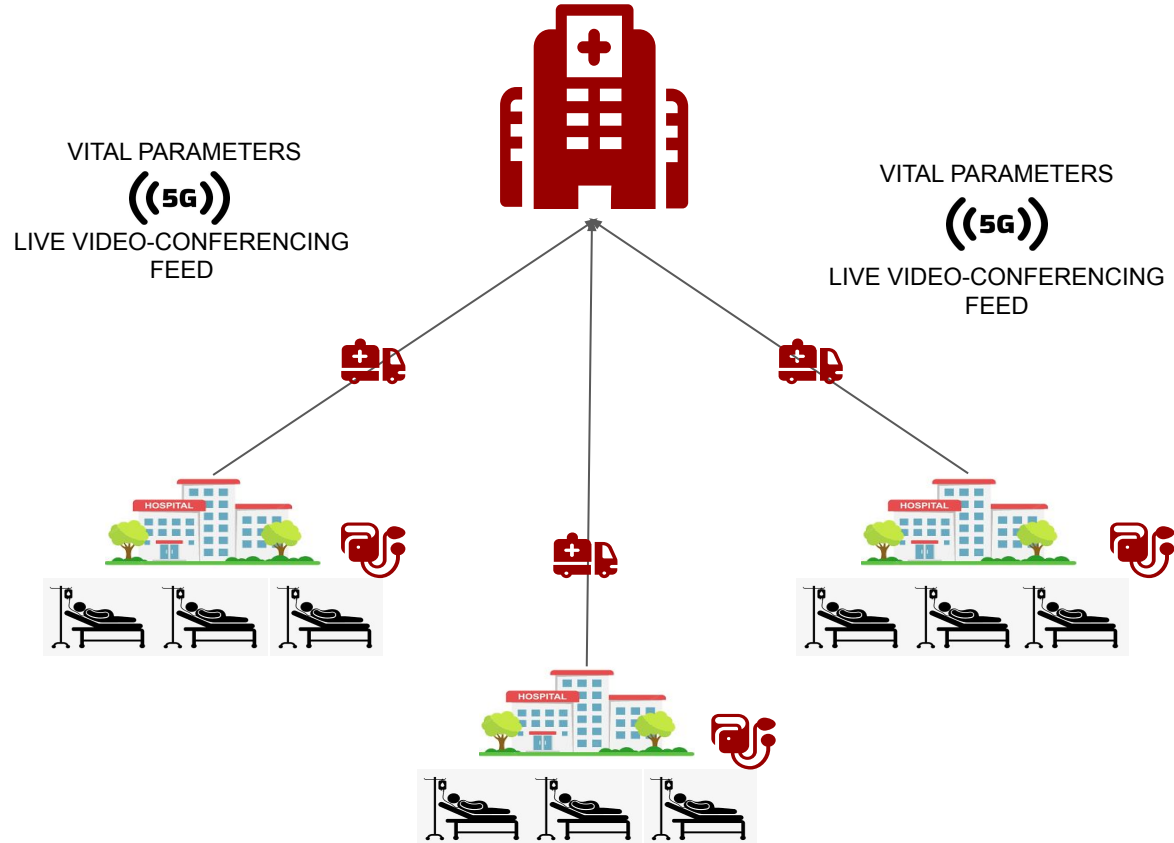 VITAL PARAMETERS
5G
LIVE VIDEO-CONFERENCING
FEED
VITAL PARAMETERS
5G
LIVE VIDEO-CONFERENCING
FEED
HOSPITAL
HOSPITAL
HOSPITAL